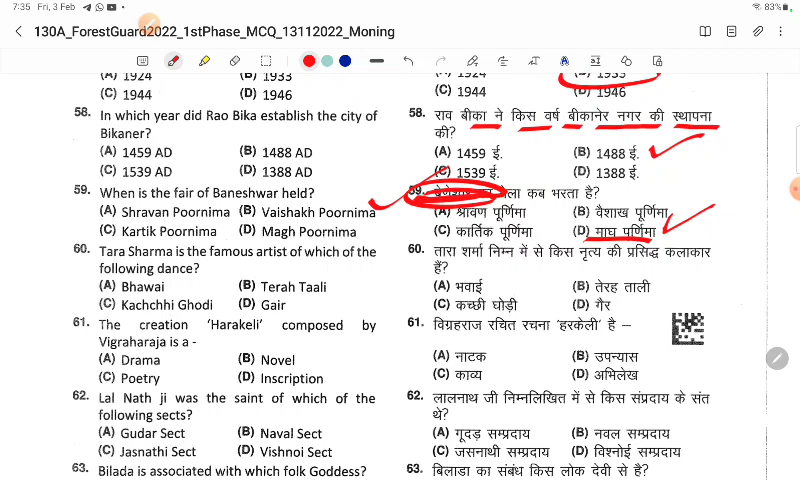 7:35 Fri, 3 Feb
83%
130A_ForestGuard2022_1stPhase_MCQ_13112022_Moning
(A) 1924 (B) 1933
(C) 1944 (D) 1946
58. In which year did Rao Bika establish the city of
Bikaner?
(A) 1459 AD (B) 1488 AD
(C) 1539 AD (D) 1388 AD
59. When is the fair of Baneshwar held?
(A) Shravan Poornima (B) Vaishakh Poornima
(C) Kartik Poornima (D) Magh Poornima
60. Tara Sharma is the famous artist of which of the
following dance?
(A) Bhawai (B) Terah Taali
(C) Kachchhi Ghodi (D) Gair
61. The creation 'Harakeli' composed by
Vigraharaja is a -
(A) Drama (B) Novel
(C) Poetry (D) Inscription
62. Lal Nath ji was the saint of which of the
following sects?
(A) Gudar Sect (B) Naval Sect
(C) Jasnathi Sect (D) Vishnoi Sect
63. Bilada is associated with which folk Goddess?
(A) 1924 (B) 1933
(C) 1944 (D) 1946
58. राव बीका ने किस वर्ष बीकानेर नगर की स्थापना
की?
(A) 1459 ई. (B) 1488 ई.
(C) 1539 ई. (D) 1388 ई.
59. मेला कब भरता है?
(A) श्रावण पूर्णिमा (B) वैशाख पूर्णिमा
(C) कार्तिक पूर्णिमा (D) माघ पूर्णिमा
60. तारा शर्मा निम्न में से किस नृत्य की प्रसिद्ध कलाकार
हैं?
(A) भवाई (B) तेरह ताली
(C) कच्छी घोड़ी (D) गैर
61. विग्रहराज रचित रचना 'हरकेली' है –
(A) नाटक (B) उपन्यास
(C) काव्य (D) अभिलेख
62. लालनाथ जी निम्नलिखित में से किस संप्रदाय के संत
थे?
(A) गूदड़ सम्प्रदाय (B) नवल सम्प्रदाय
(C) जसनाथी सम्प्रदाय (D) विश्नोई सम्प्रदाय
63. बिलाडा का संबंध किस लोक देवी से है?